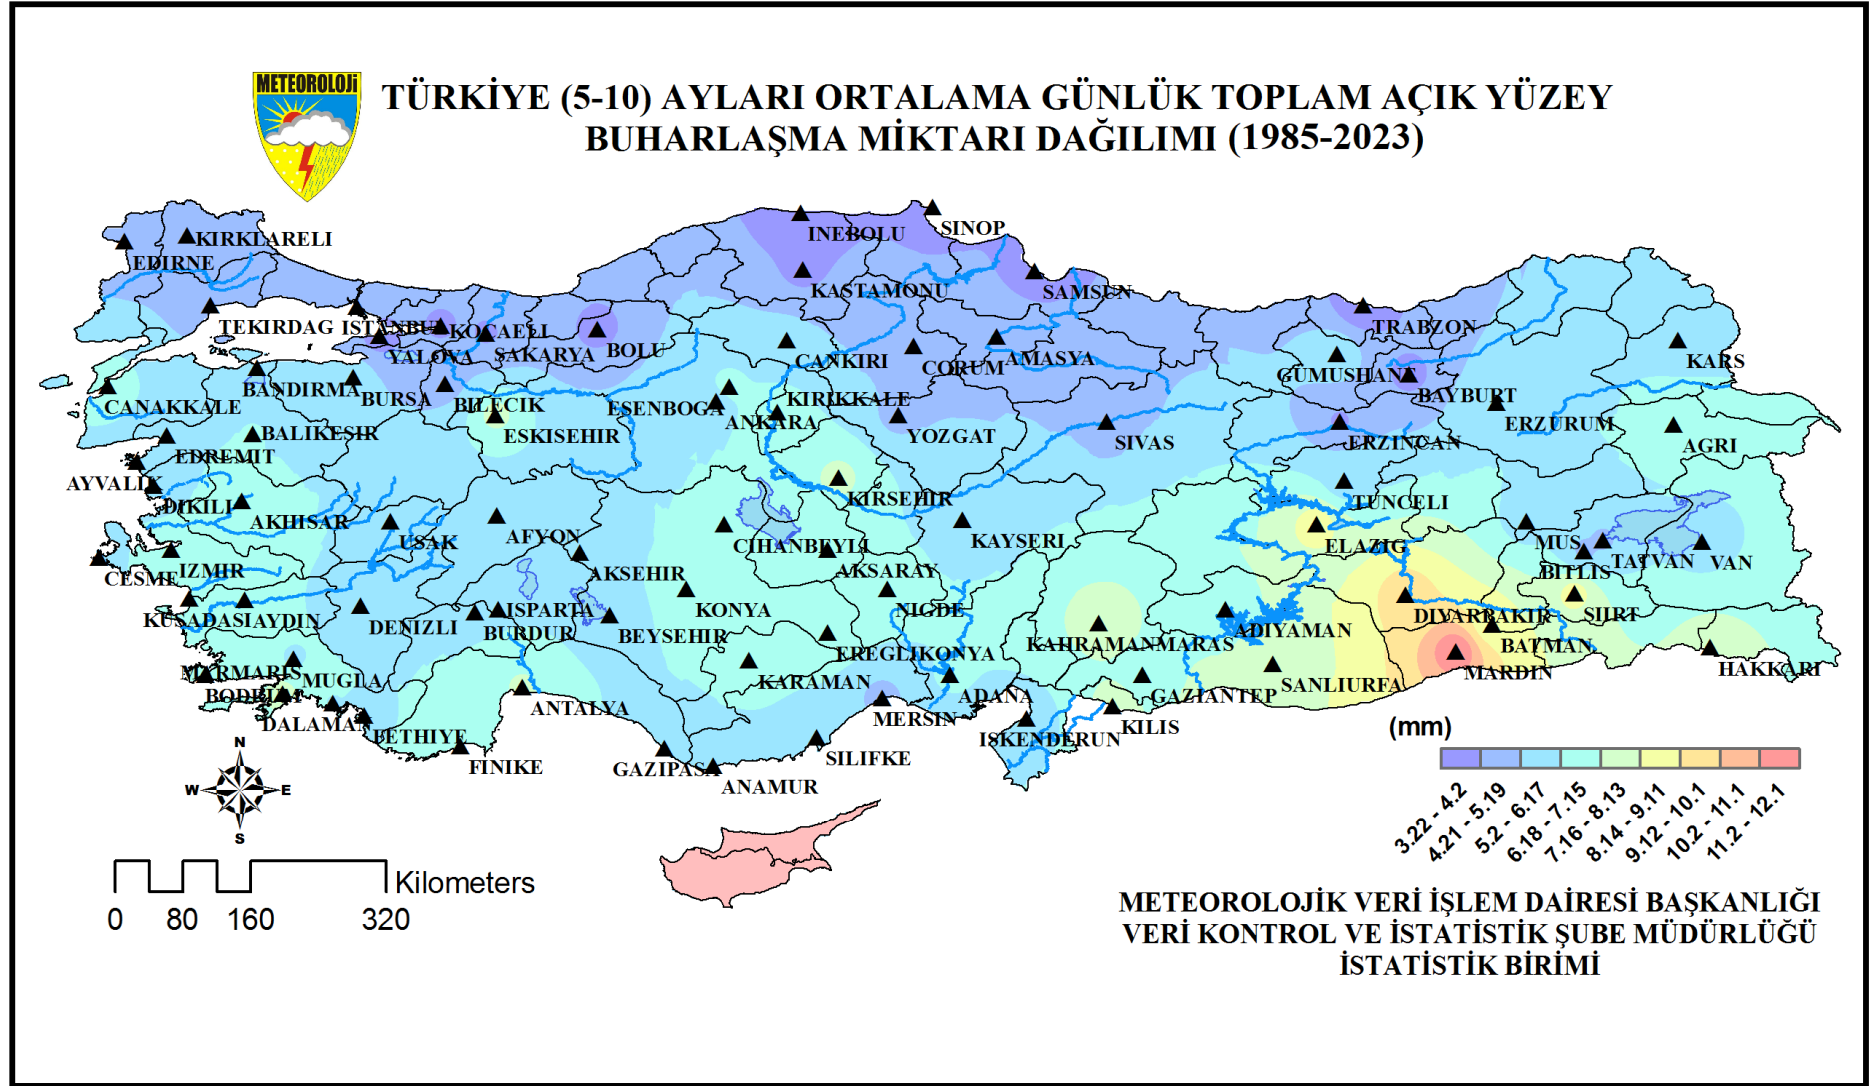 METEOROLOJi
TÜRKİYE (5-10) AYLARI ORTALAMA GÜNLÜK TOPLAM AÇIK YÜZEY
BUHARLAŞMA MİKTARI DAĞILIMI (1985-2023)
SINOP
INEBOLU
KIRKLARELI
EDIRNE
KASTAMONU
SAMSUN
TEKIRDAG
ISTANBUL
KOCAELI
TRABZON
YALOVA
SAKARYA
BOLU
CANKIRI
CORUM
AMASYA
KARS
GUMUSHANE
BANDIRMA
BURSA
BILECIK
BAYBURT
CANAKKALE
ESENBOGA
KIRIKKALE
ANKARA
ERZURUM
BALIKESIR
ESKISEHIR
YOZGAT
SIVAS
ERZINCAN
AGRI
EDREMIT
AYVALIK
DIKILI
AKHISAR
KIRSEHIR
TUNCELI
USAK
AFYON
CIHANBEYLI
KAYSERI
ELAZIG
MUS
TATVAN
VAN
CESME
IZMIR
AKSEHIR
AKSARAY
BITLIS
KUSADASI
AYDIN
DENIZLI
ISPARTA
BURDUR
BEYSEHIR
KONYA
NIGDE
DIYARBAKIR
SIIRT
KAHRAMANMARAS
ADIYAMAN
BATMAN
EREGLIKONYA
MARMARIS
MUGLA
KARAMAN
MARDIN
HAKKARI
BODRUM
ANTALYA
ADANA
GAZIANTEP
SANLIURFA
DALAMAN
FETHIYE
MERSIN
ISKENDERUN
KILIS
FINIKE
GAZIPASA
SILIFKE
ANAMUR
N
W E
S
(mm)
3.22 - 4.2
4.21 - 5.19
5.2 - 6.17
6.18 - 7.15
7.16 - 8.13
8.14 - 9.11
9.12 - 10.1
10.2 - 11.1
11.2 - 12.1
Kilometers
0 80 160 320
METEOROLOJİK VERİ İŞLEM DAİRESİ BAŞKANLIĞI
VERİ KONTROL VE İSTATİSTİK ŞUBE MÜDÜRLÜĞÜ
İSTATİSTİK BİRİMİ